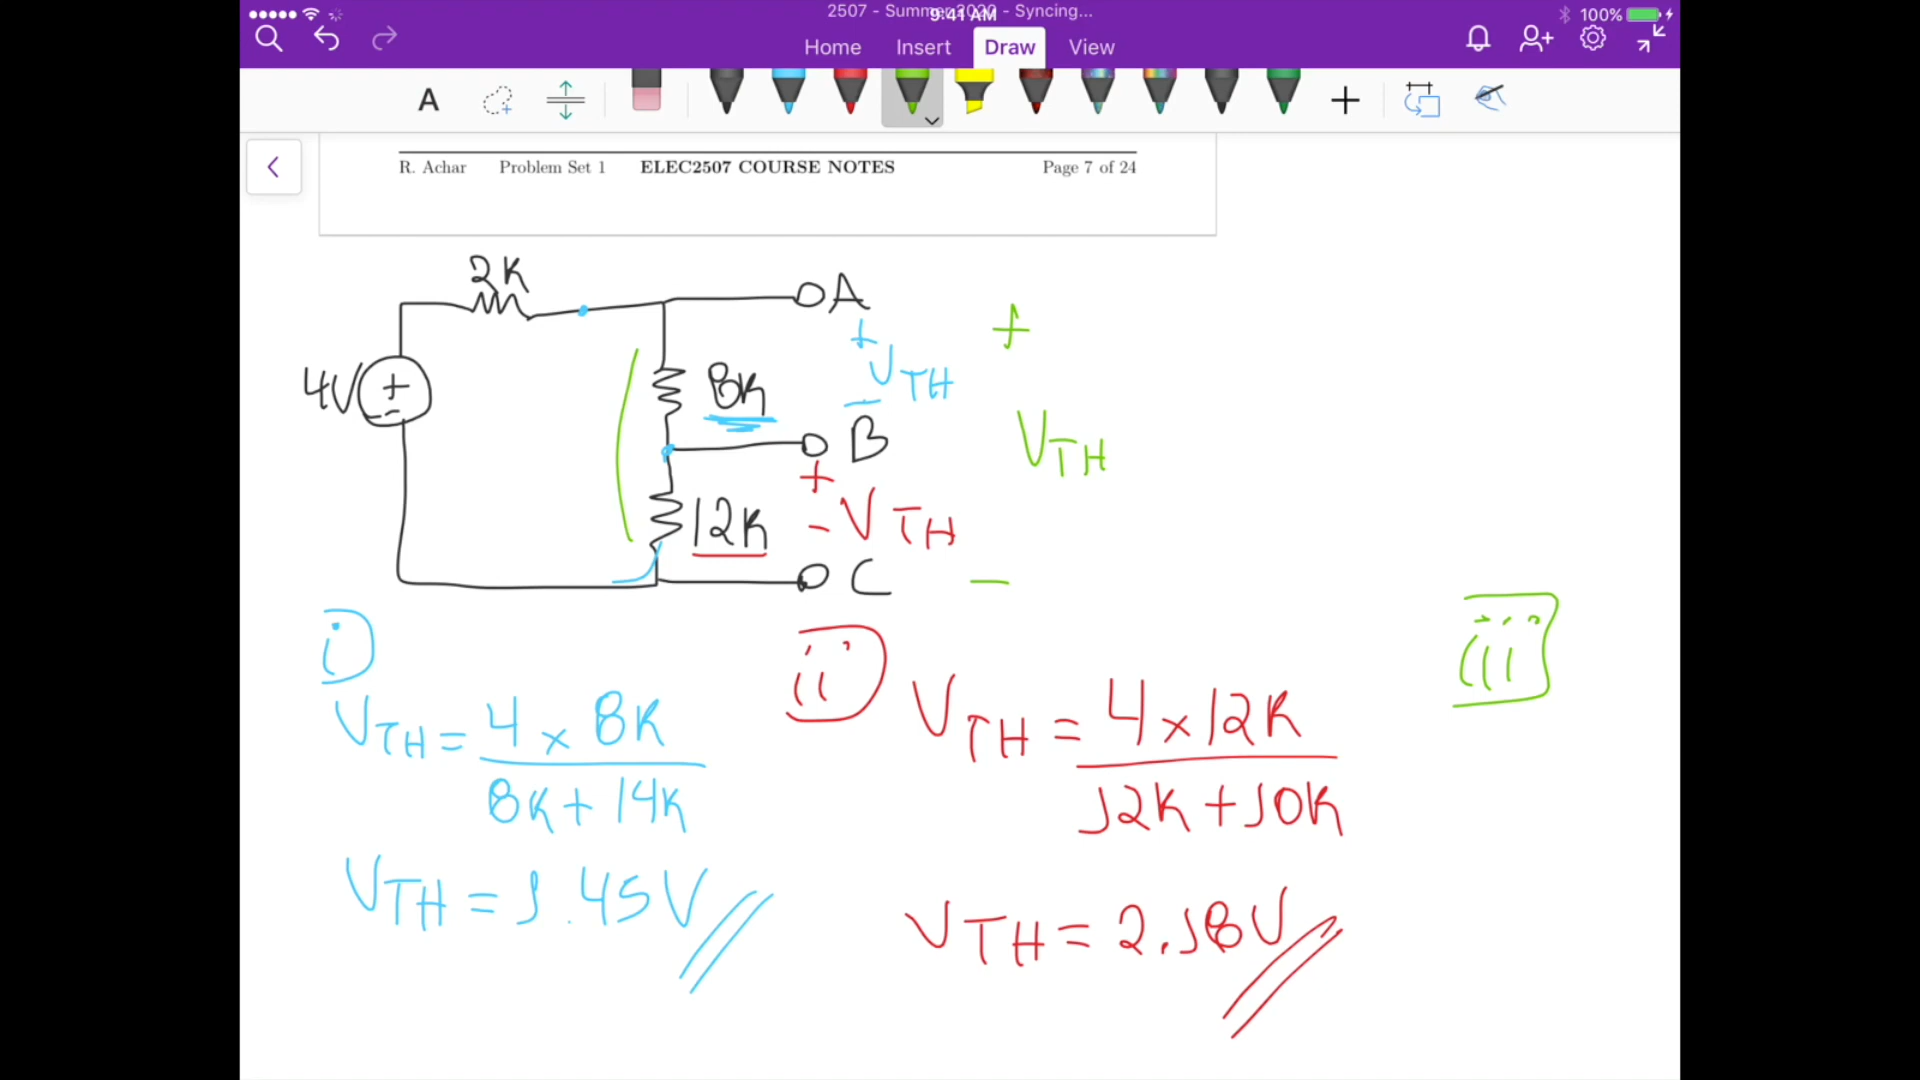 2507 - Summer 2020 - Syncing...
9:41 AM
100%
Home Insert Draw View
A
R. Achar Problem Set 1 ELEC2507 COURSE NOTES Page 7 of 24
2K
A
+
+
4V
+
-
8K
VTH
-
B
VTH
+
12K
- VTH
C
-
i
ii
iii
VTH = 4 x 8K
8K + 14K
VTH = 1.45V
VTH = 4 x 12K
12K + 10K
VTH = 2.18V